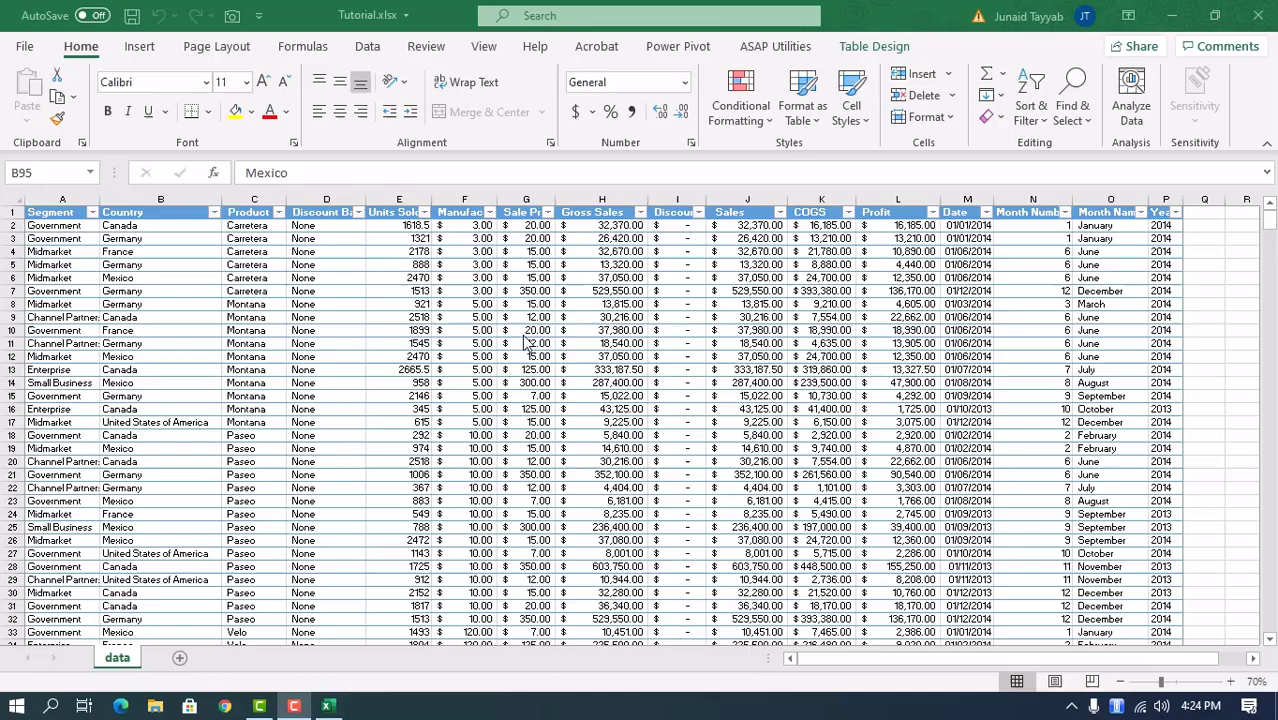 AutoSave Off Tutorial.xlsx Search Junaid Tayyab JT
File Home Insert Page Layout Formulas Data Review View Help Acrobat Power Pivot ASAP Utilities Table Design Share Comments
Paste Calibri 11 Wrap Text General Insert Sort & Filter Find & Select Analyze Data Sensitivity
B I U Merge & Center $ % Conditional Formatting Format as Table Cell Styles Delete Format
Clipboard Font Alignment Number Styles Cells Editing Analysis Sensitivity
B95 fx Mexico
A B C D E F G H I J K L M N O P Q R
1 Segment Country Product Discount Ba Units Sol Manufac Sale Pr Gross Sales Discou Sales COGS Profit Date Month Numb Month Nam Yea
2 Government Canada Carretera None 1618.5 $ 3.00 $ 20.00 $ 32,370.00 $ - $ 32,370.00 $ 16,185.00 $ 16,185.00 01/01/2014 1 January 2014
3 Government Germany Carretera None 1321 $ 3.00 $ 20.00 $ 26,420.00 $ - $ 26,420.00 $ 13,210.00 $ 13,210.00 01/01/2014 1 January 2014
4 Midmarket France Carretera None 2178 $ 3.00 $ 15.00 $ 32,670.00 $ - $ 32,670.00 $ 21,780.00 $ 10,890.00 01/06/2014 6 June 2014
5 Midmarket Germany Carretera None 888 $ 3.00 $ 15.00 $ 13,320.00 $ - $ 13,320.00 $ 8,880.00 $ 4,440.00 01/06/2014 6 June 2014
6 Midmarket Mexico Carretera None 2470 $ 3.00 $ 15.00 $ 37,050.00 $ - $ 37,050.00 $ 24,700.00 $ 12,350.00 01/06/2014 6 June 2014
7 Government Germany Carretera None 1513 $ 3.00 $ 350.00 $ 529,550.00 $ - $ 529,550.00 $ 393,380.00 $ 136,170.00 01/12/2014 12 December 2014
8 Midmarket Germany Montana None 921 $ 5.00 $ 15.00 $ 13,815.00 $ - $ 13,815.00 $ 9,210.00 $ 4,605.00 01/03/2014 3 March 2014
9 Channel Partner: Canada Montana None 2518 $ 5.00 $ 12.00 $ 30,216.00 $ - $ 30,216.00 $ 7,554.00 $ 22,662.00 01/06/2014 6 June 2014
10 Government France Montana None 1899 $ 5.00 $ 20.00 $ 37,980.00 $ - $ 37,980.00 $ 18,990.00 $ 18,990.00 01/06/2014 6 June 2014
11 Channel Partner: Germany Montana None 1545 $ 5.00 $ 12.00 $ 18,540.00 $ - $ 18,540.00 $ 4,635.00 $ 13,905.00 01/06/2014 6 June 2014
12 Midmarket Mexico Montana None 2470 $ 5.00 $ 15.00 $ 37,050.00 $ - $ 37,050.00 $ 24,700.00 $ 12,350.00 01/06/2014 6 June 2014
13 Enterprise Canada Montana None 2665.5 $ 5.00 $ 125.00 $ 333,187.50 $ - $ 333,187.50 $ 319,860.00 $ 13,327.50 01/07/2014 7 July 2014
14 Small Business Mexico Montana None 958 $ 5.00 $ 300.00 $ 287,400.00 $ - $ 287,400.00 $ 239,500.00 $ 47,900.00 01/08/2014 8 August 2014
15 Government Germany Montana None 2146 $ 5.00 $ 7.00 $ 15,022.00 $ - $ 15,022.00 $ 10,730.00 $ 4,292.00 01/09/2014 9 September 2014
16 Enterprise Canada Montana None 345 $ 5.00 $ 125.00 $ 43,125.00 $ - $ 43,125.00 $ 41,400.00 $ 1,725.00 01/10/2013 10 October 2013
17 Midmarket United States of America Montana None 615 $ 5.00 $ 15.00 $ 9,225.00 $ - $ 9,225.00 $ 6,150.00 $ 3,075.00 01/12/2014 12 December 2014
18 Government Canada Paseo None 292 $ 10.00 $ 20.00 $ 5,840.00 $ - $ 5,840.00 $ 2,920.00 $ 2,920.00 01/02/2014 2 February 2014
19 Midmarket Mexico Paseo None 974 $ 10.00 $ 15.00 $ 14,610.00 $ - $ 14,610.00 $ 9,740.00 $ 4,870.00 01/02/2014 2 February 2014
20 Channel Partner: Canada Paseo None 2518 $ 10.00 $ 12.00 $ 30,216.00 $ - $ 30,216.00 $ 7,554.00 $ 22,662.00 01/06/2014 6 June 2014
21 Government Germany Paseo None 1006 $ 10.00 $ 350.00 $ 352,100.00 $ - $ 352,100.00 $ 261,560.00 $ 90,540.00 01/06/2014 6 June 2014
22 Channel Partner: Germany Paseo None 367 $ 10.00 $ 12.00 $ 4,404.00 $ - $ 4,404.00 $ 1,101.00 $ 3,303.00 01/07/2014 7 July 2014
23 Government Mexico Paseo None 883 $ 10.00 $ 7.00 $ 6,181.00 $ - $ 6,181.00 $ 4,415.00 $ 1,766.00 01/08/2014 8 August 2014
24 Midmarket France Paseo None 549 $ 10.00 $ 15.00 $ 8,235.00 $ - $ 8,235.00 $ 5,490.00 $ 2,745.00 01/09/2013 9 September 2013
25 Small Business Mexico Paseo None 788 $ 10.00 $ 300.00 $ 236,400.00 $ - $ 236,400.00 $ 197,000.00 $ 39,400.00 01/09/2013 9 September 2013
26 Midmarket Mexico Paseo None 2472 $ 10.00 $ 15.00 $ 37,080.00 $ - $ 37,080.00 $ 24,720.00 $ 12,360.00 01/09/2014 9 September 2014
27 Government United States of America Paseo None 1143 $ 10.00 $ 7.00 $ 8,001.00 $ - $ 8,001.00 $ 5,715.00 $ 2,286.00 01/10/2014 10 October 2014
28 Government Canada Paseo None 1725 $ 10.00 $ 350.00 $ 603,750.00 $ - $ 603,750.00 $ 448,500.00 $ 155,250.00 01/11/2013 11 November 2013
29 Channel Partner: United States of America Paseo None 912 $ 10.00 $ 12.00 $ 10,944.00 $ - $ 10,944.00 $ 2,736.00 $ 8,208.00 01/11/2013 11 November 2013
30 Midmarket Canada Paseo None 2152 $ 10.00 $ 15.00 $ 32,280.00 $ - $ 32,280.00 $ 21,520.00 $ 10,760.00 01/12/2013 12 December 2013
31 Government Canada Paseo None 1817 $ 10.00 $ 20.00 $ 36,340.00 $ - $ 36,340.00 $ 18,170.00 $ 18,170.00 01/12/2014 12 December 2014
32 Government Germany Paseo None 1513 $ 10.00 $ 350.00 $ 529,550.00 $ - $ 529,550.00 $ 393,380.00 $ 136,170.00 01/12/2014 12 December 2014
33 Government Mexico Velo None 1493 $ 120.00 $ 7.00 $ 10,451.00 $ - $ 10,451.00 $ 7,465.00 $ 2,986.00 01/01/2014 1 January 2014
data
70%
4:24 PM